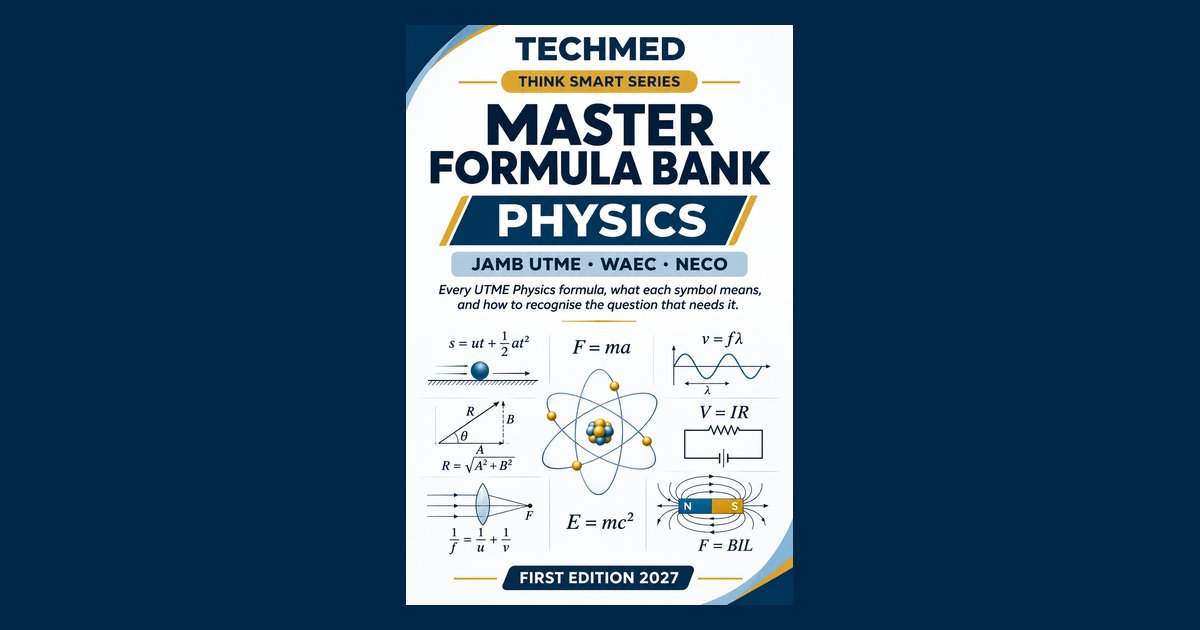 TECHMED
THINK SMART SERIES
MASTER
FORMULA BANK
PHYSICS
JAMB UTME • WAEC • NECO
Every UTME Physics formula, what each symbol means,
and how to recognise the question that needs it.
s = ut + 1/2 at²
F = ma
v = fλ
λ
R
B
θ
A
R = √A² + B²
V = IR
F
1/f = 1/u + 1/v
E = mc²
N S
F = BIL
FIRST EDITION 2027